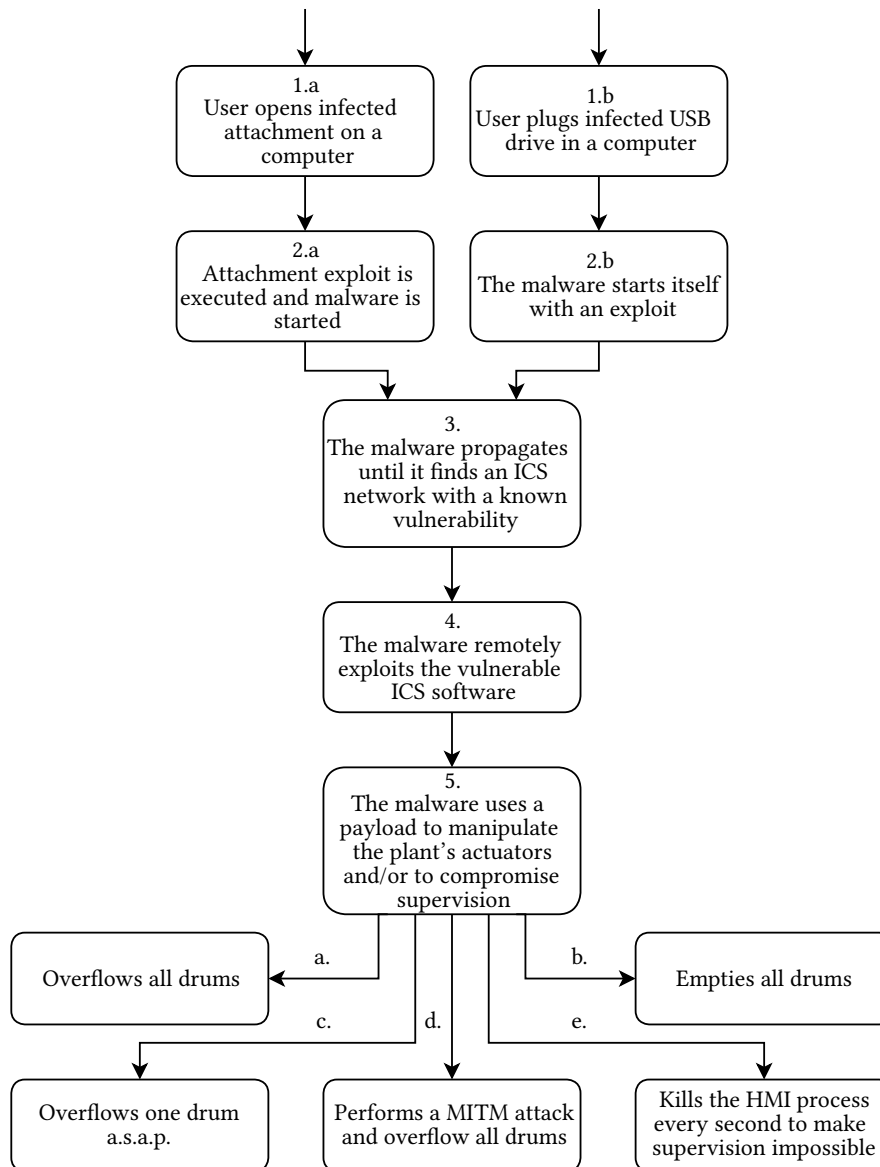 1.a
User opens infected
attachment on a
computer
1.b
User plugs infected USB
drive in a computer
2.a
Attachment exploit is
executed and malware is
started
2.b
The malware starts itself
with an exploit
3.
The malware propagates
until it finds an ICS
network with a known
vulnerability
4.
The malware remotely
exploits the vulnerable
ICS software
5.
The malware uses a
payload to manipulate
the plant's actuators
and/or to compromise
supervision
a.
b.
Overflows all drums
Empties all drums
c.
d.
e.
Overflows one drum
a.s.a.p.
Performs a MITM attack
and overflow all drums
Kills the HMI process
every second to make
supervision impossible